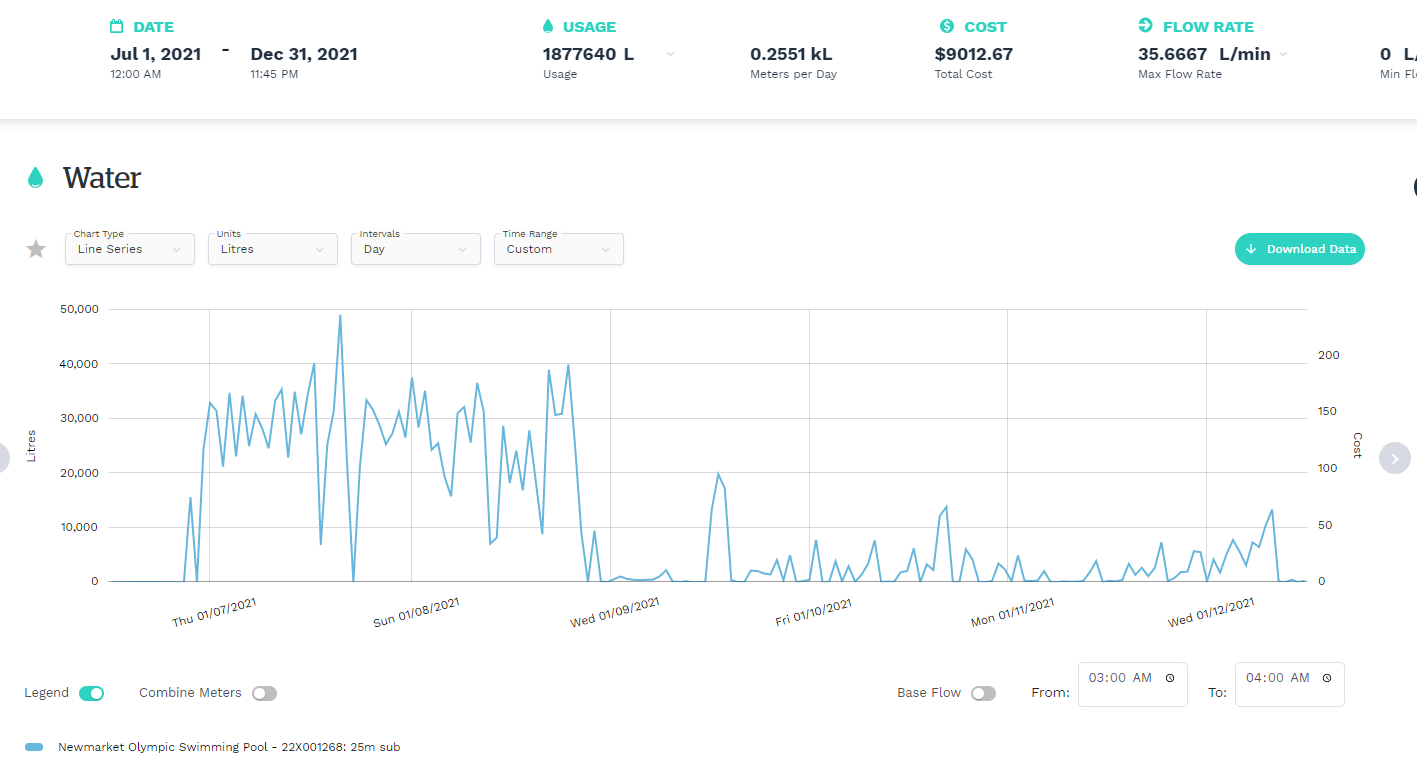 DATE
USAGE
COST
FLOW RATE
Jul 1, 2021 - Dec 31, 2021
1877640 L
0.2551 kL
$9012.67
35.6667 L/min
0 L/
12:00 AM
11:45 PM
Usage
Meters per Day
Total Cost
Max Flow Rate
Min
Water
Chart Type
Line Series
Units
Litres
Intervals
Day
Time Range
Custom
Download Data
50,000
40,000
30,000
20,000
10,000
0
Litres
200
150
100
50
0
Cost
Thu 01/07/2021
Sun 01/08/2021
Wed 01/09/2021
Fri 01/10/2021
Mon 01/11/2021
Wed 01/12/2021
Legend
Combine Meters
Base Flow
From:
03:00 AM
To:
04:00 AM
Newmarket Olympic Swimming Pool - 22X001268: 25m sub